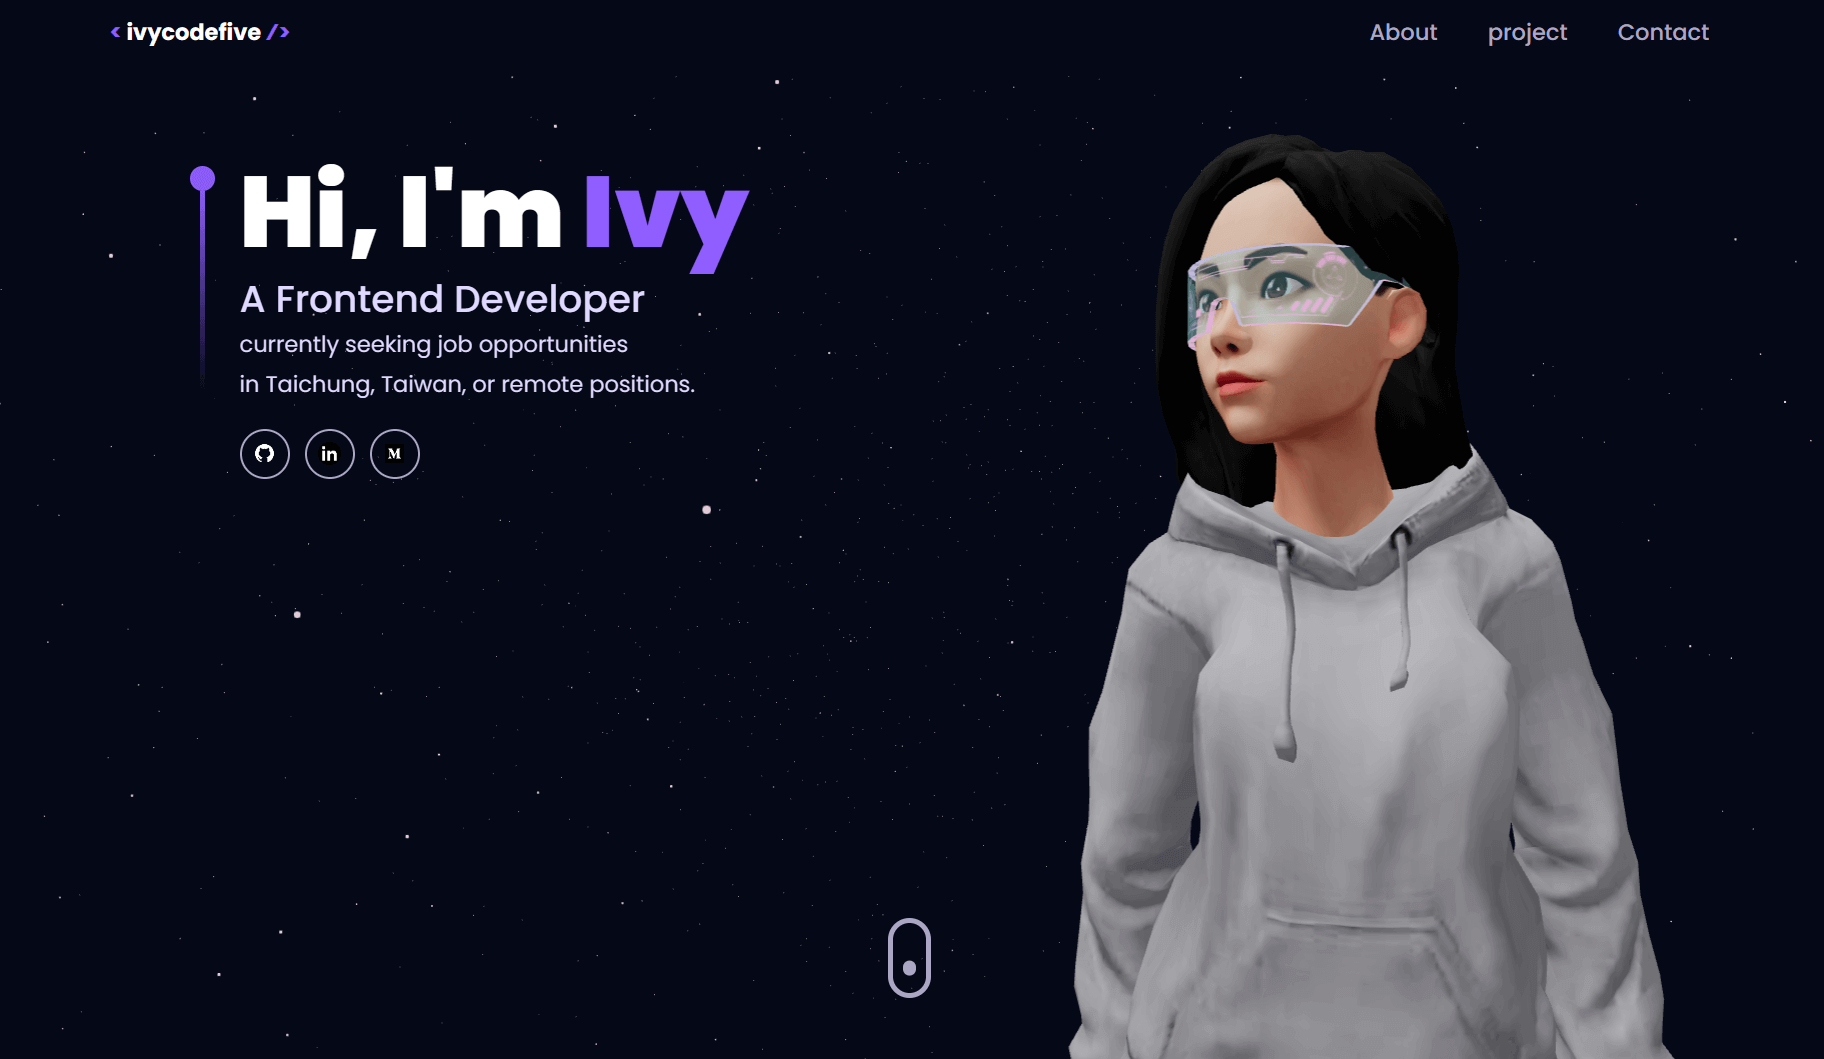 < ivycodefive />
About
project
Contact
Hi, I'm Ivy
A Frontend Developer
currently seeking job opportunities
in Taichung, Taiwan, or remote positions.
in
M